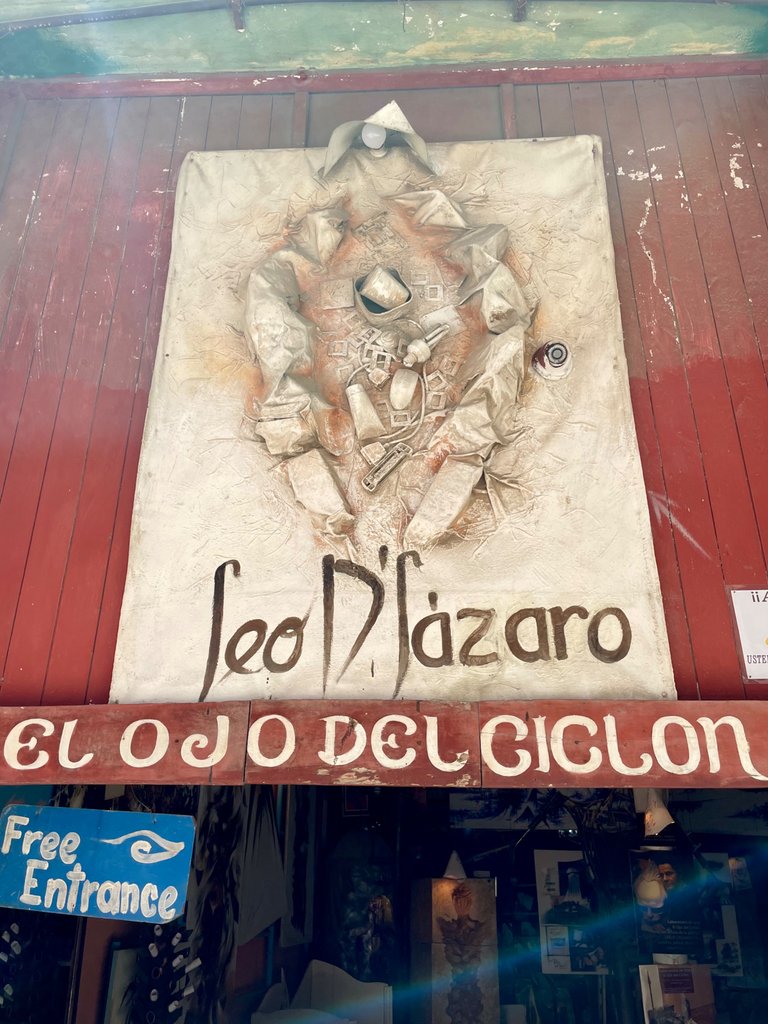 Leo D'Lázaro
EL OJO DEL CICLON
Free
Entrance